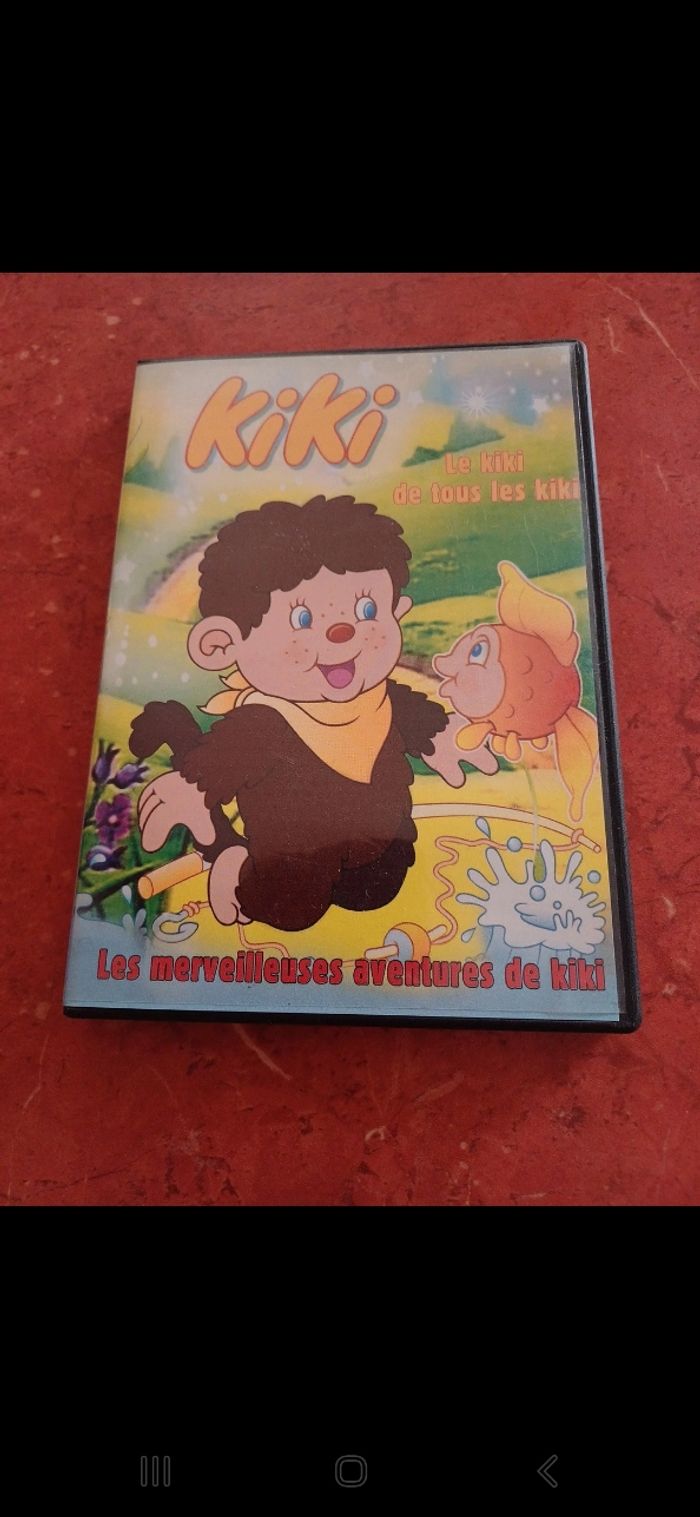 KiKi
Le kiki
de tous les kiki
Les merveilleuses aventures de kiki